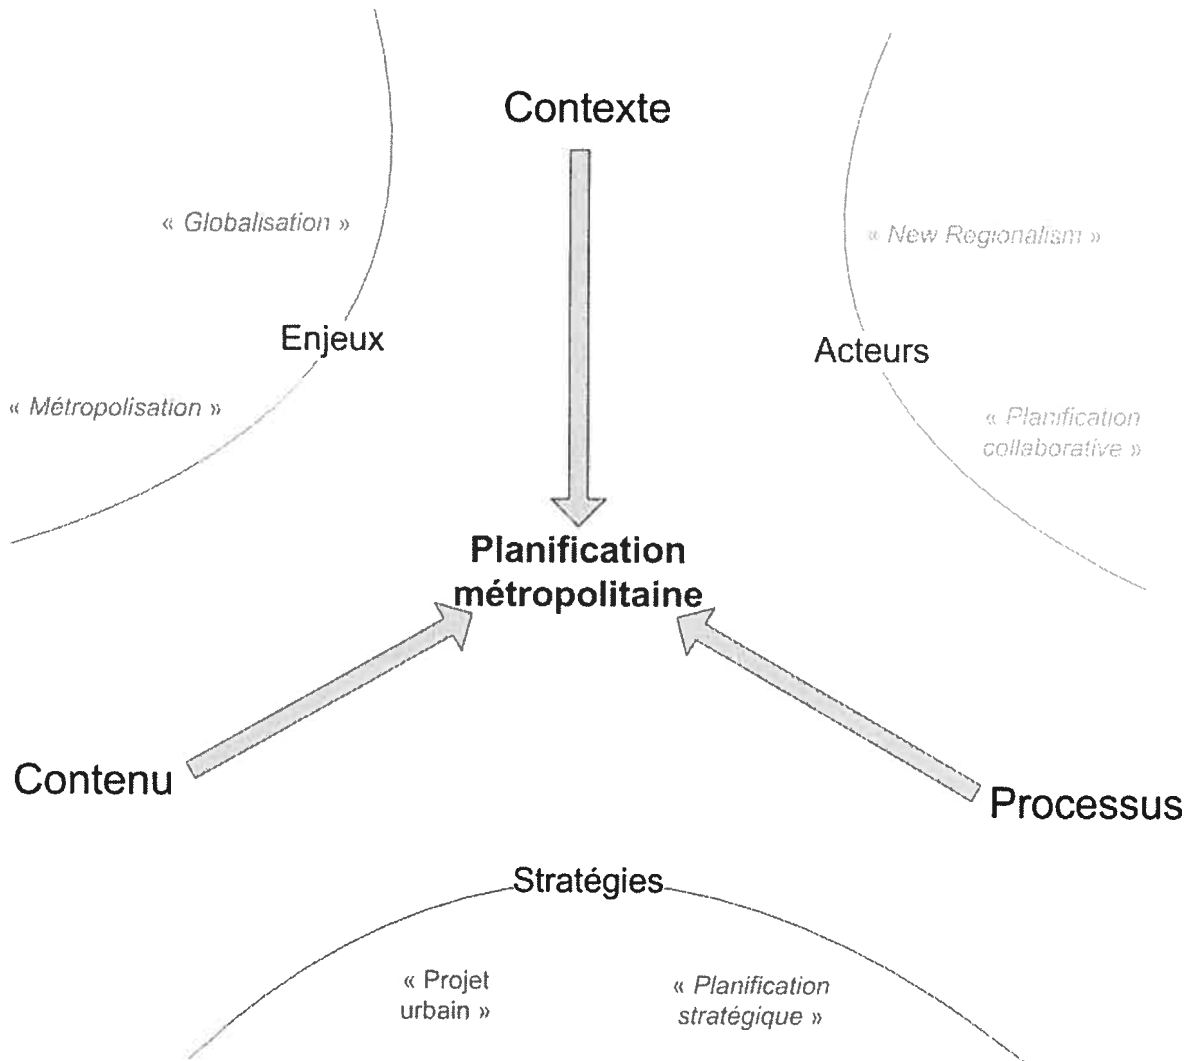 Contexte
« Globalisation »
« New Regionalism »
Enjeux
Acteurs
« Métropolisation »
« Planification
collaborative »
Planification
métropolitaine
Contenu
Processus
Stratégies
« Projet
urbain »
« Planification
stratégique »